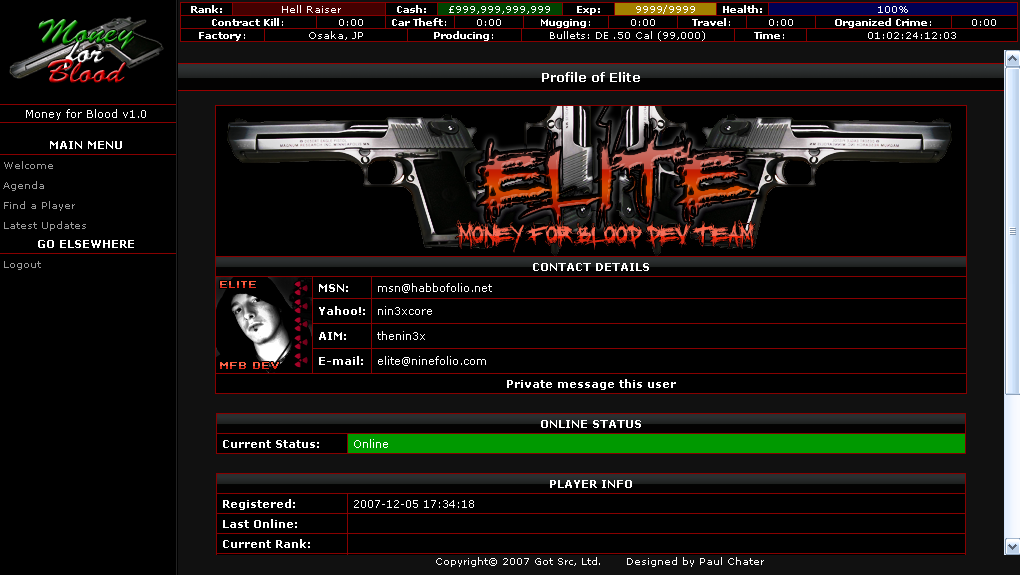 Money
for
Blood
Rank: Hell Raiser Cash: £999,999,999,999 Exp: 9999/9999 Health: 100%
Contract Kill: 0:00 Car Theft: 0:00 Mugging: 0:00 Travel: 0:00 Organized Crime: 0:00
Factory: Osaka, JP Producing: Bullets: DE .50 Cal (99,000) Time: 01:02:24:12:03
Money for Blood v1.0
MAIN MENU
Welcome
Agenda
Find a Player
Latest Updates
GO ELSEWHERE
Logout
Profile of Elite
ELITE
MONEY FOR BLOOD DEV TEAM
CONTACT DETAILS
ELITE
MFB DEV
MSN: msn@habbofolio.net
Yahoo!: nin3xcore
AIM: thenin3x
E-mail: elite@ninefolio.com
Private message this user
ONLINE STATUS
Current Status: Online
PLAYER INFO
Registered: 2007-12-05 17:34:18
Last Online:
Current Rank:
Copyright© 2007 Got Src, Ltd. Designed by Paul Chater